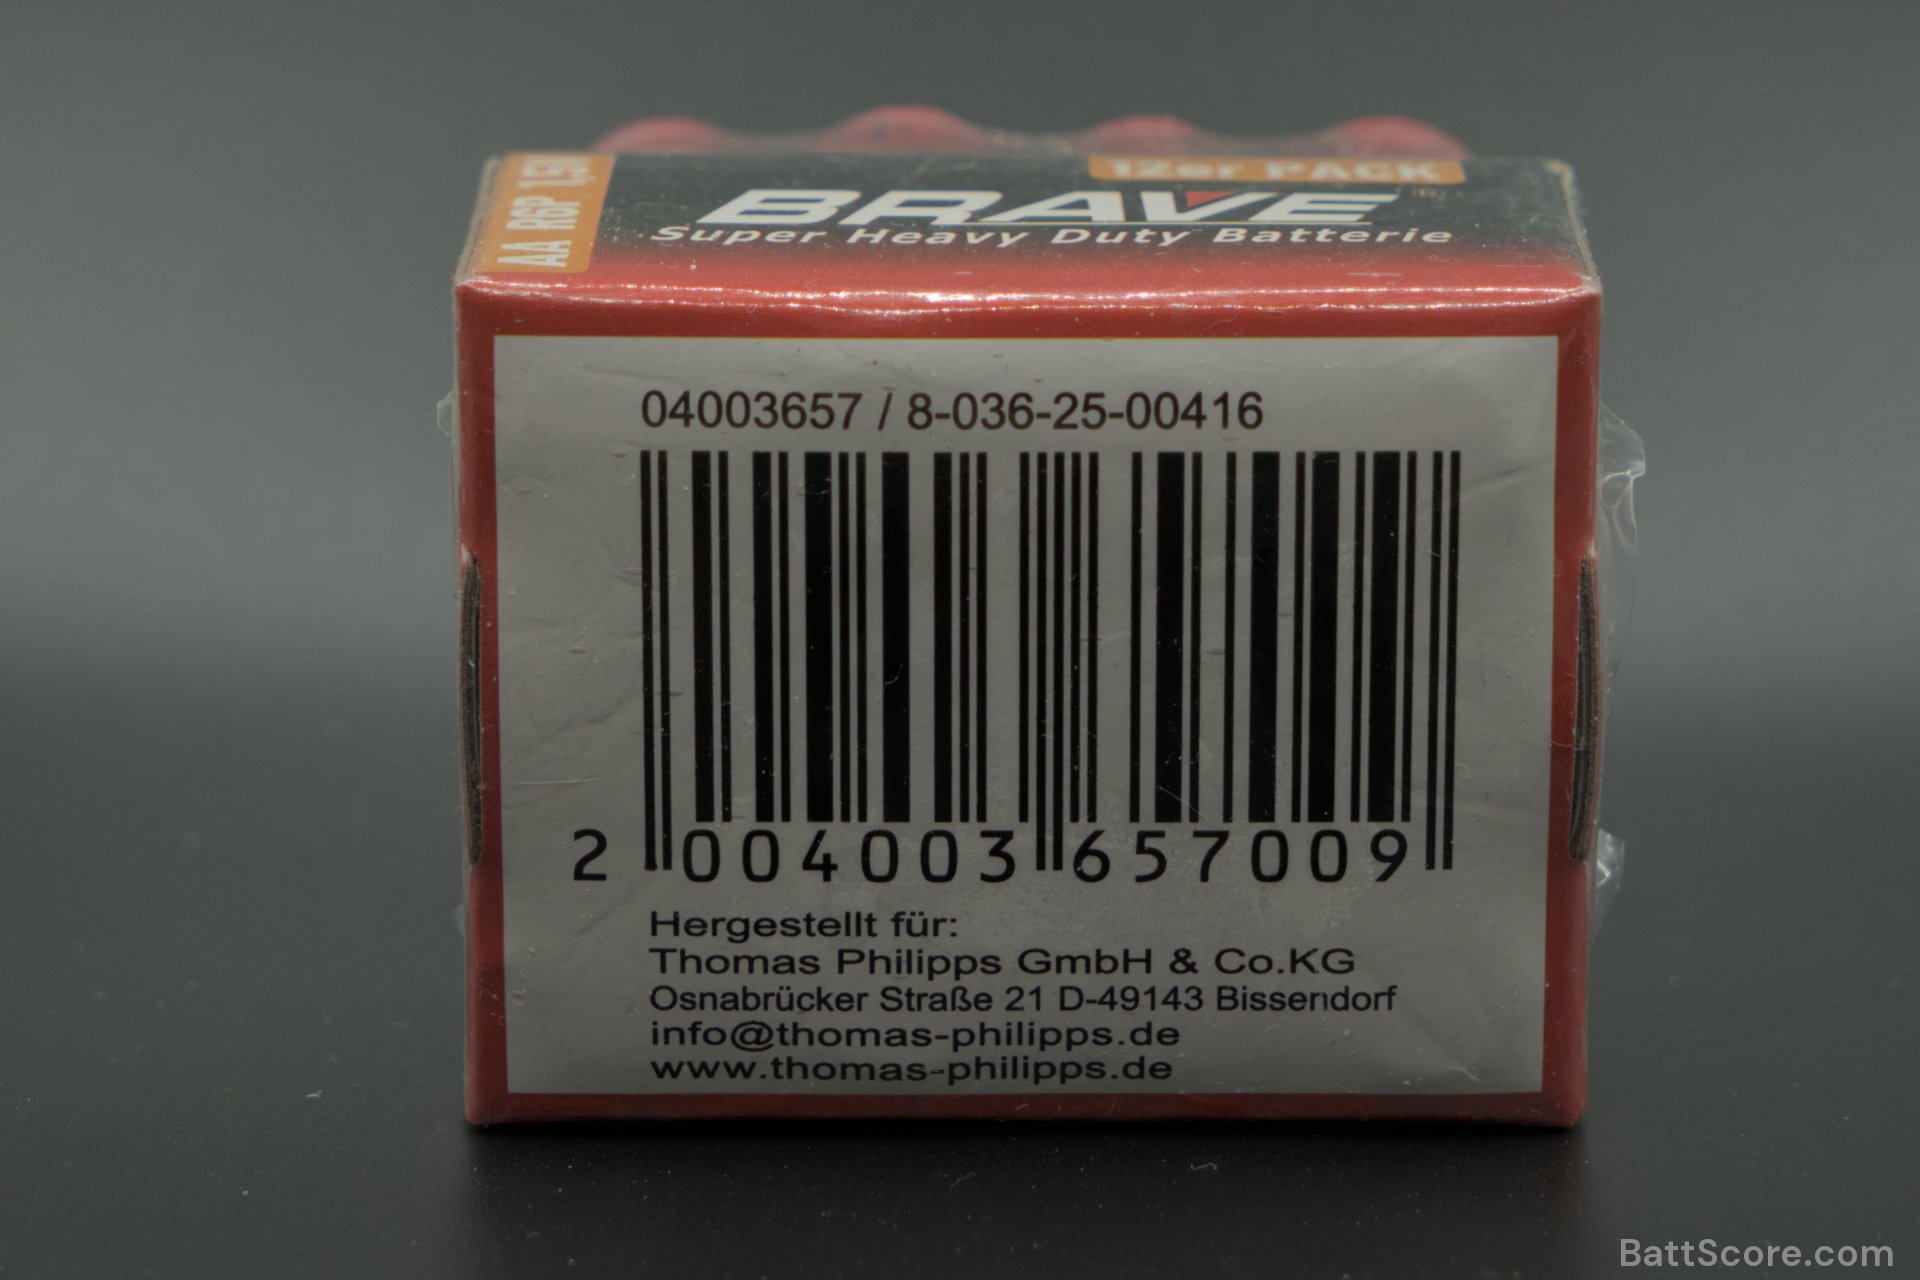 12er PACK
AA R6P 1,5V
BRAVE®
Super Heavy Duty Batterie
04003657 / 8-036-25-00416
2 004003 657009
Hergestellt für:
Thomas Philipps GmbH & Co.KG
Osnabrücker Straße 21 D-49143 Bissendorf
info@thomas-philipps.de
www.thomas-philipps.de
BattScore.com